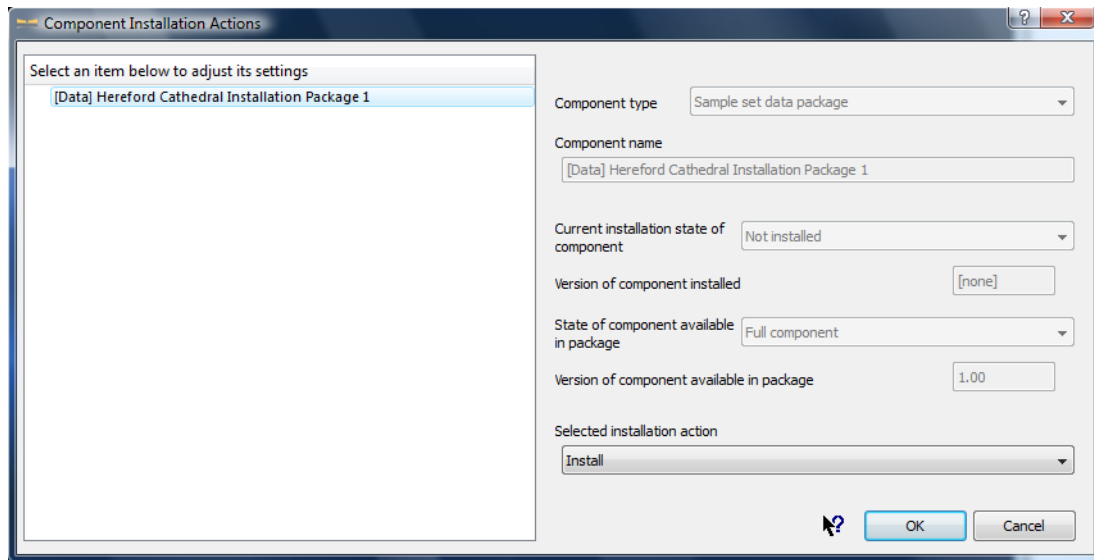 Component Installation Actions
?
X
Select an item below to adjust its settings
[Data] Hereford Cathedral Installation Package 1
Component type
Sample set data package
Component name
[Data] Hereford Cathedral Installation Package 1
Current installation state of
component
Not installed
Version of component installed
[none]
State of component available
in package
Full component
Version of component available in package
1.00
Selected installation action
Install
?
OK
Cancel